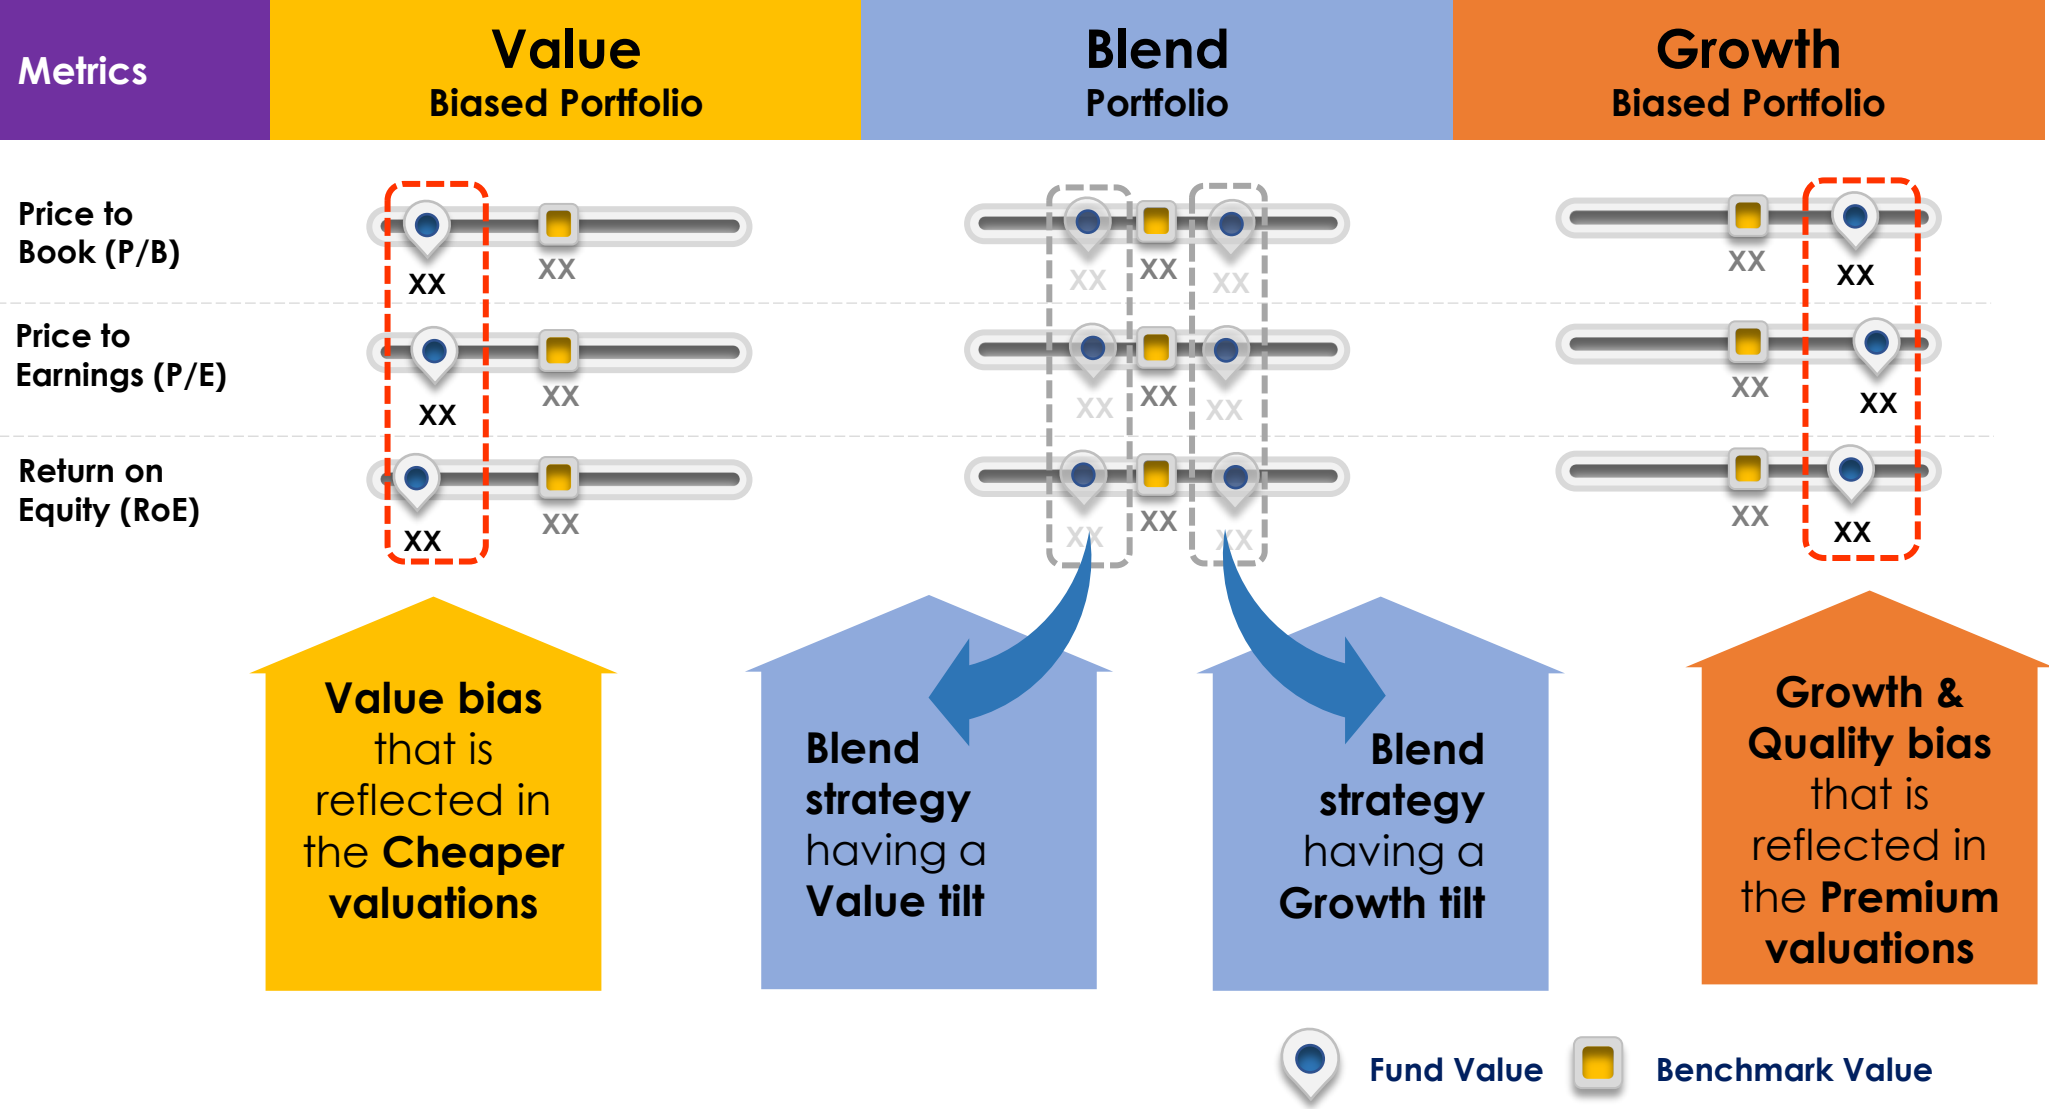 Metrics
Value
Biased Portfolio
Blend
Portfolio
Growth
Biased Portfolio
Price to
Book (P/B)
XX
XX
XX
XX
XX
XX
XX
Price to
Earnings (P/E)
XX
XX
XX
XX
XX
XX
XX
Return on
Equity (RoE)
XX
XX
XX
XX
XX
XX
XX
Value bias
that is
reflected in
the Cheaper
valuations
Blend
strategy
having a
Value tilt
Blend
strategy
having a
Growth tilt
Growth &
Quality bias
that is
reflected in
the Premium
valuations
Fund Value
Benchmark Value